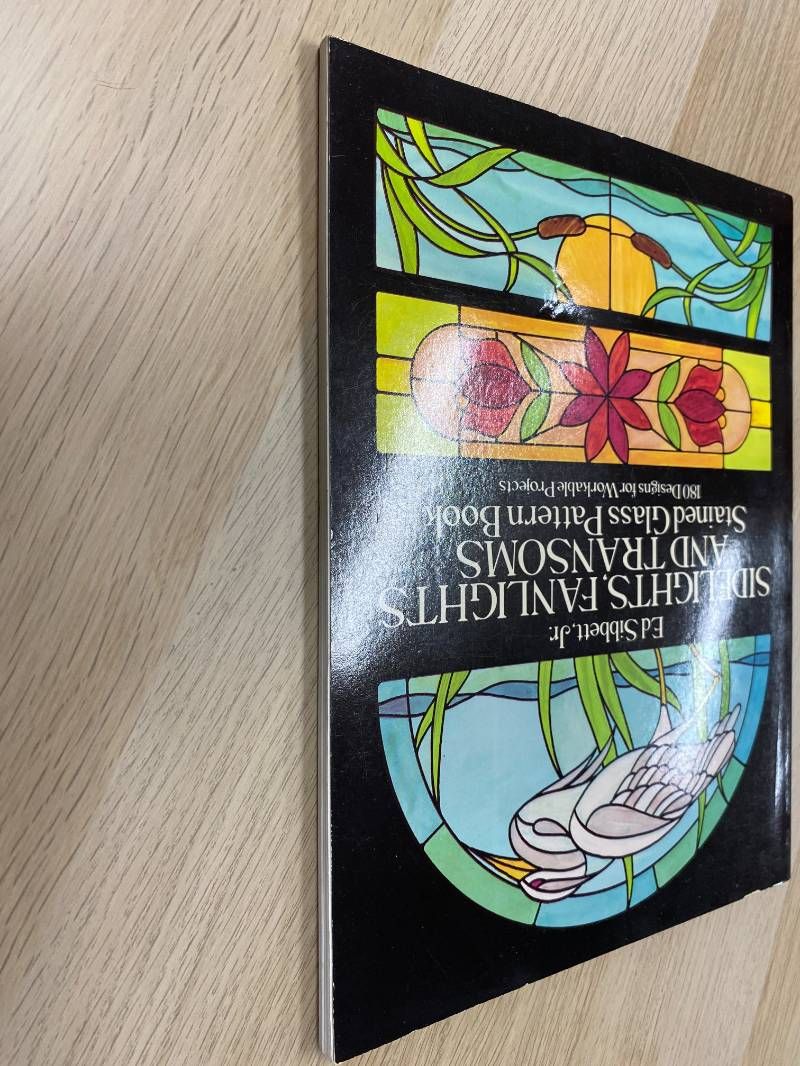 Ed Sibbett, Jr.
SIDELIGHTS, FANLIGHTS
AND TRANSOMS
Stained Glass Pattern Book
180 Designs for Workable Projects